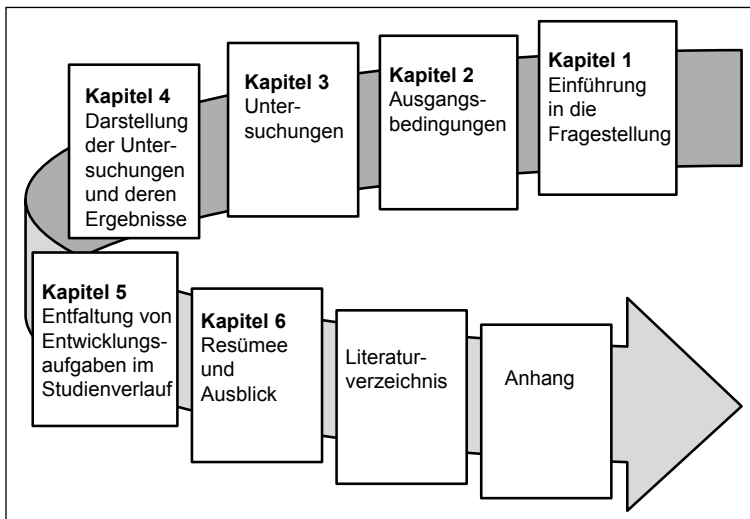 Kapitel 1
Einführung
in die
Fragestellung
Kapitel 2
Ausgangs-
bedingungen
Kapitel 3
Unter-
suchungen
Kapitel 4
Darstellung
der Unter-
suchungen
und deren
Ergebnisse
Kapitel 5
Entfaltung von
Entwicklungs-
aufgaben im
Studienverlauf
Kapitel 6
Resümee
und
Ausblick
Literatur-
verzeichnis
Anhang